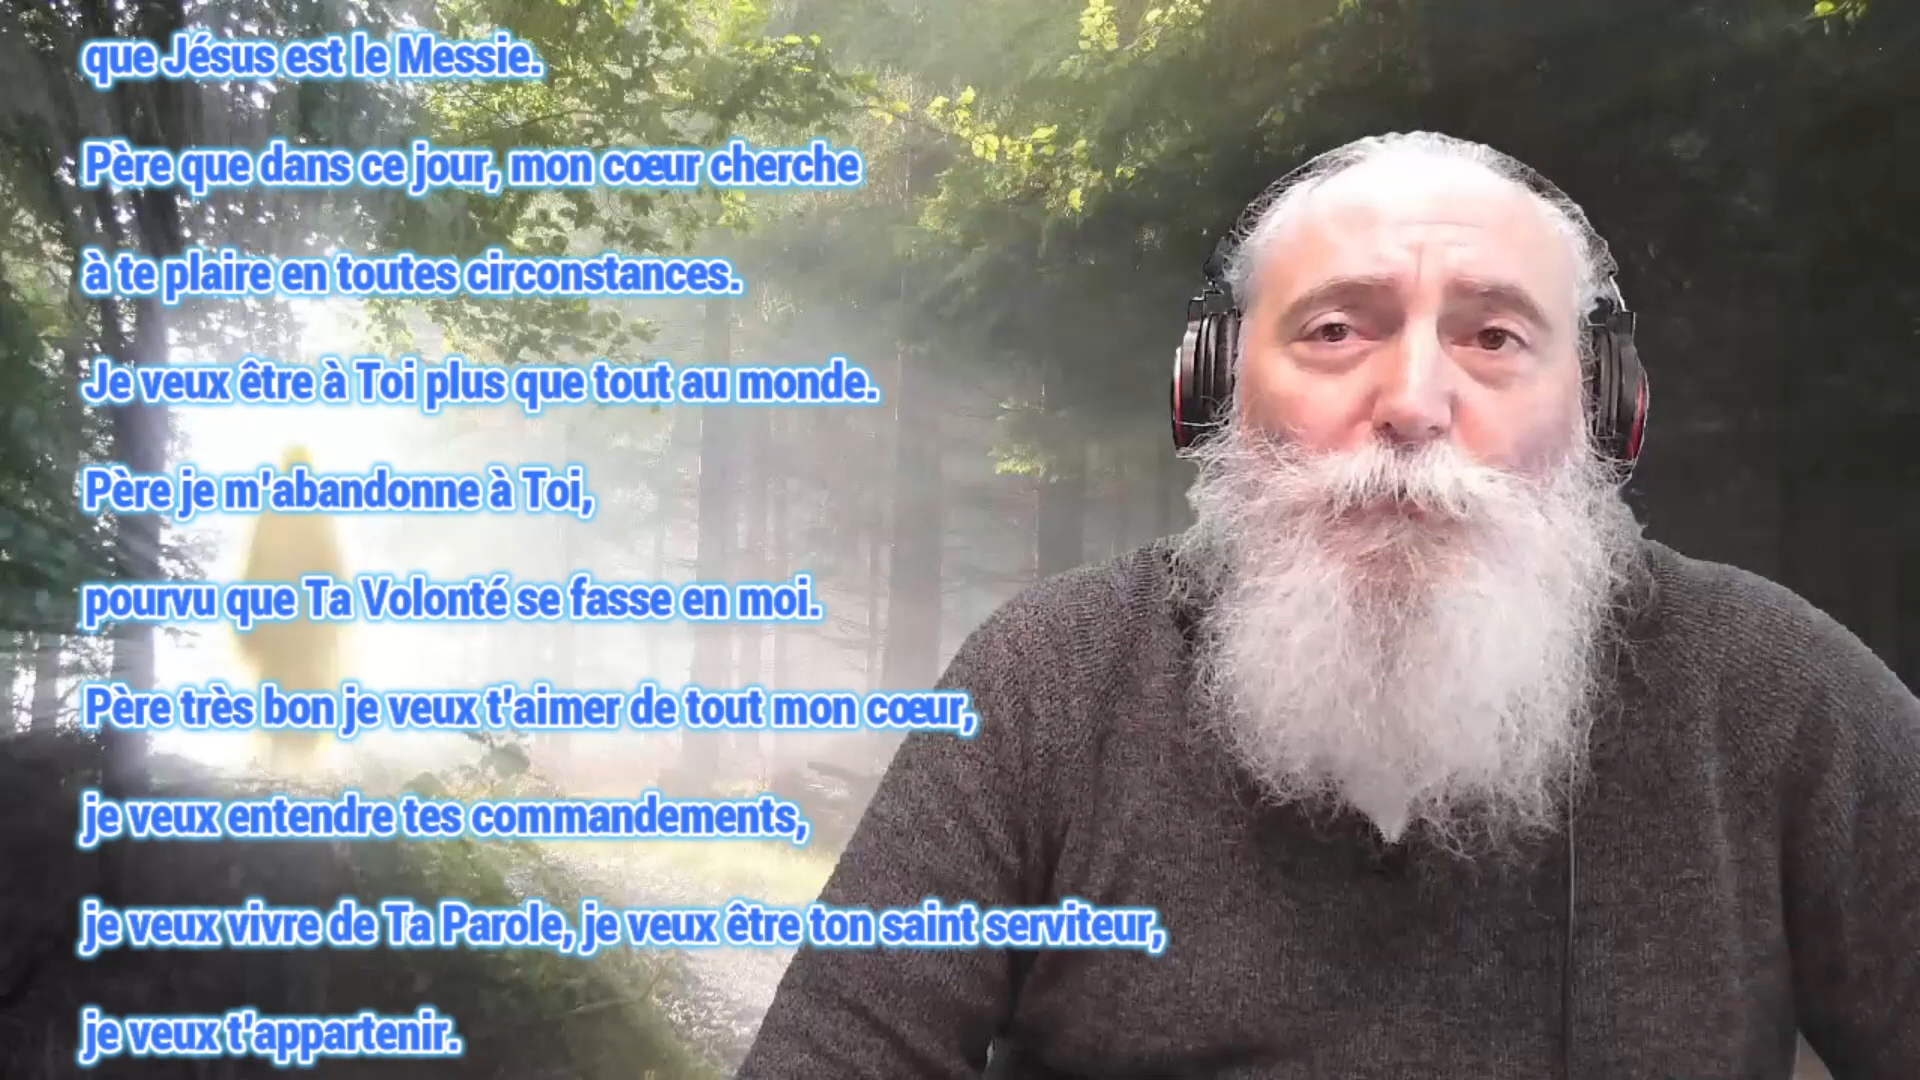 que Jésus est le Messie.
Père que dans ce jour, mon cœur cherche
à te plaire en toutes circonstances.
Je veux être à Toi plus que tout au monde.
Père je m'abandonne à Toi,
pourvu que Ta Volonté se fasse en moi.
Père très bon je veux t'aimer de tout mon cœur,
je veux entendre tes commandements,
je veux vivre de Ta Parole, je veux être ton saint serviteur,
je veux t'appartenir.